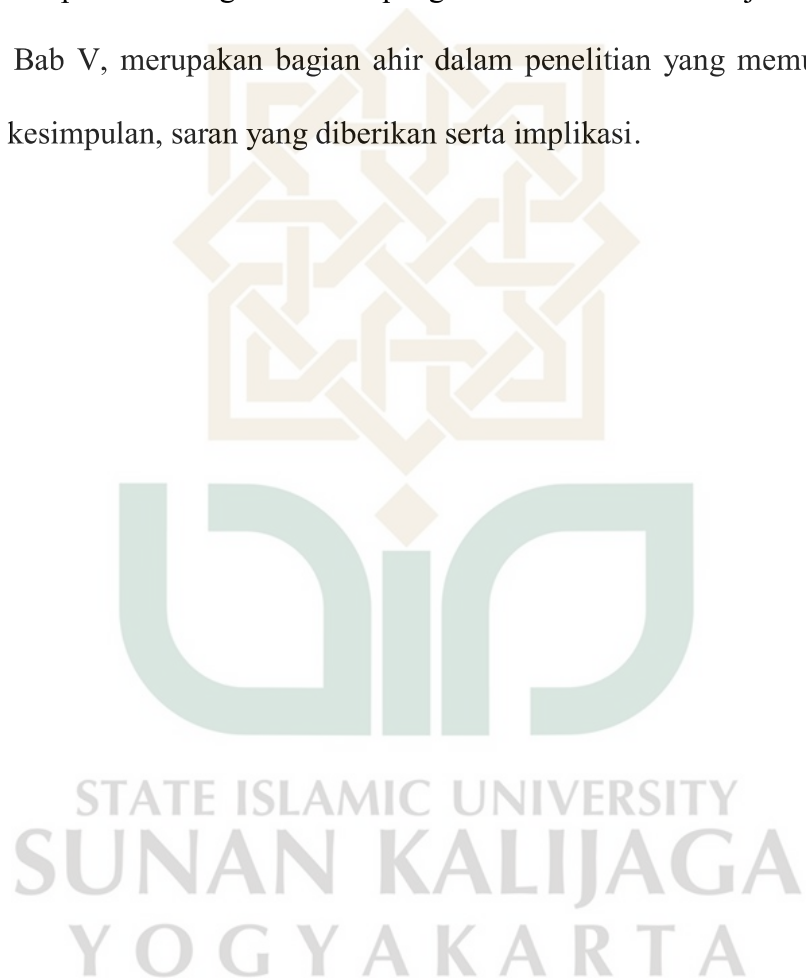 Bab V, merupakan bagian ahir dalam penelitian yang
kesimpulan, saran yang diberikan serta implikasi.
STATE ISLAMIC UNIVERSITY
SUNAN KALIJAGA
YOGYAKARTA